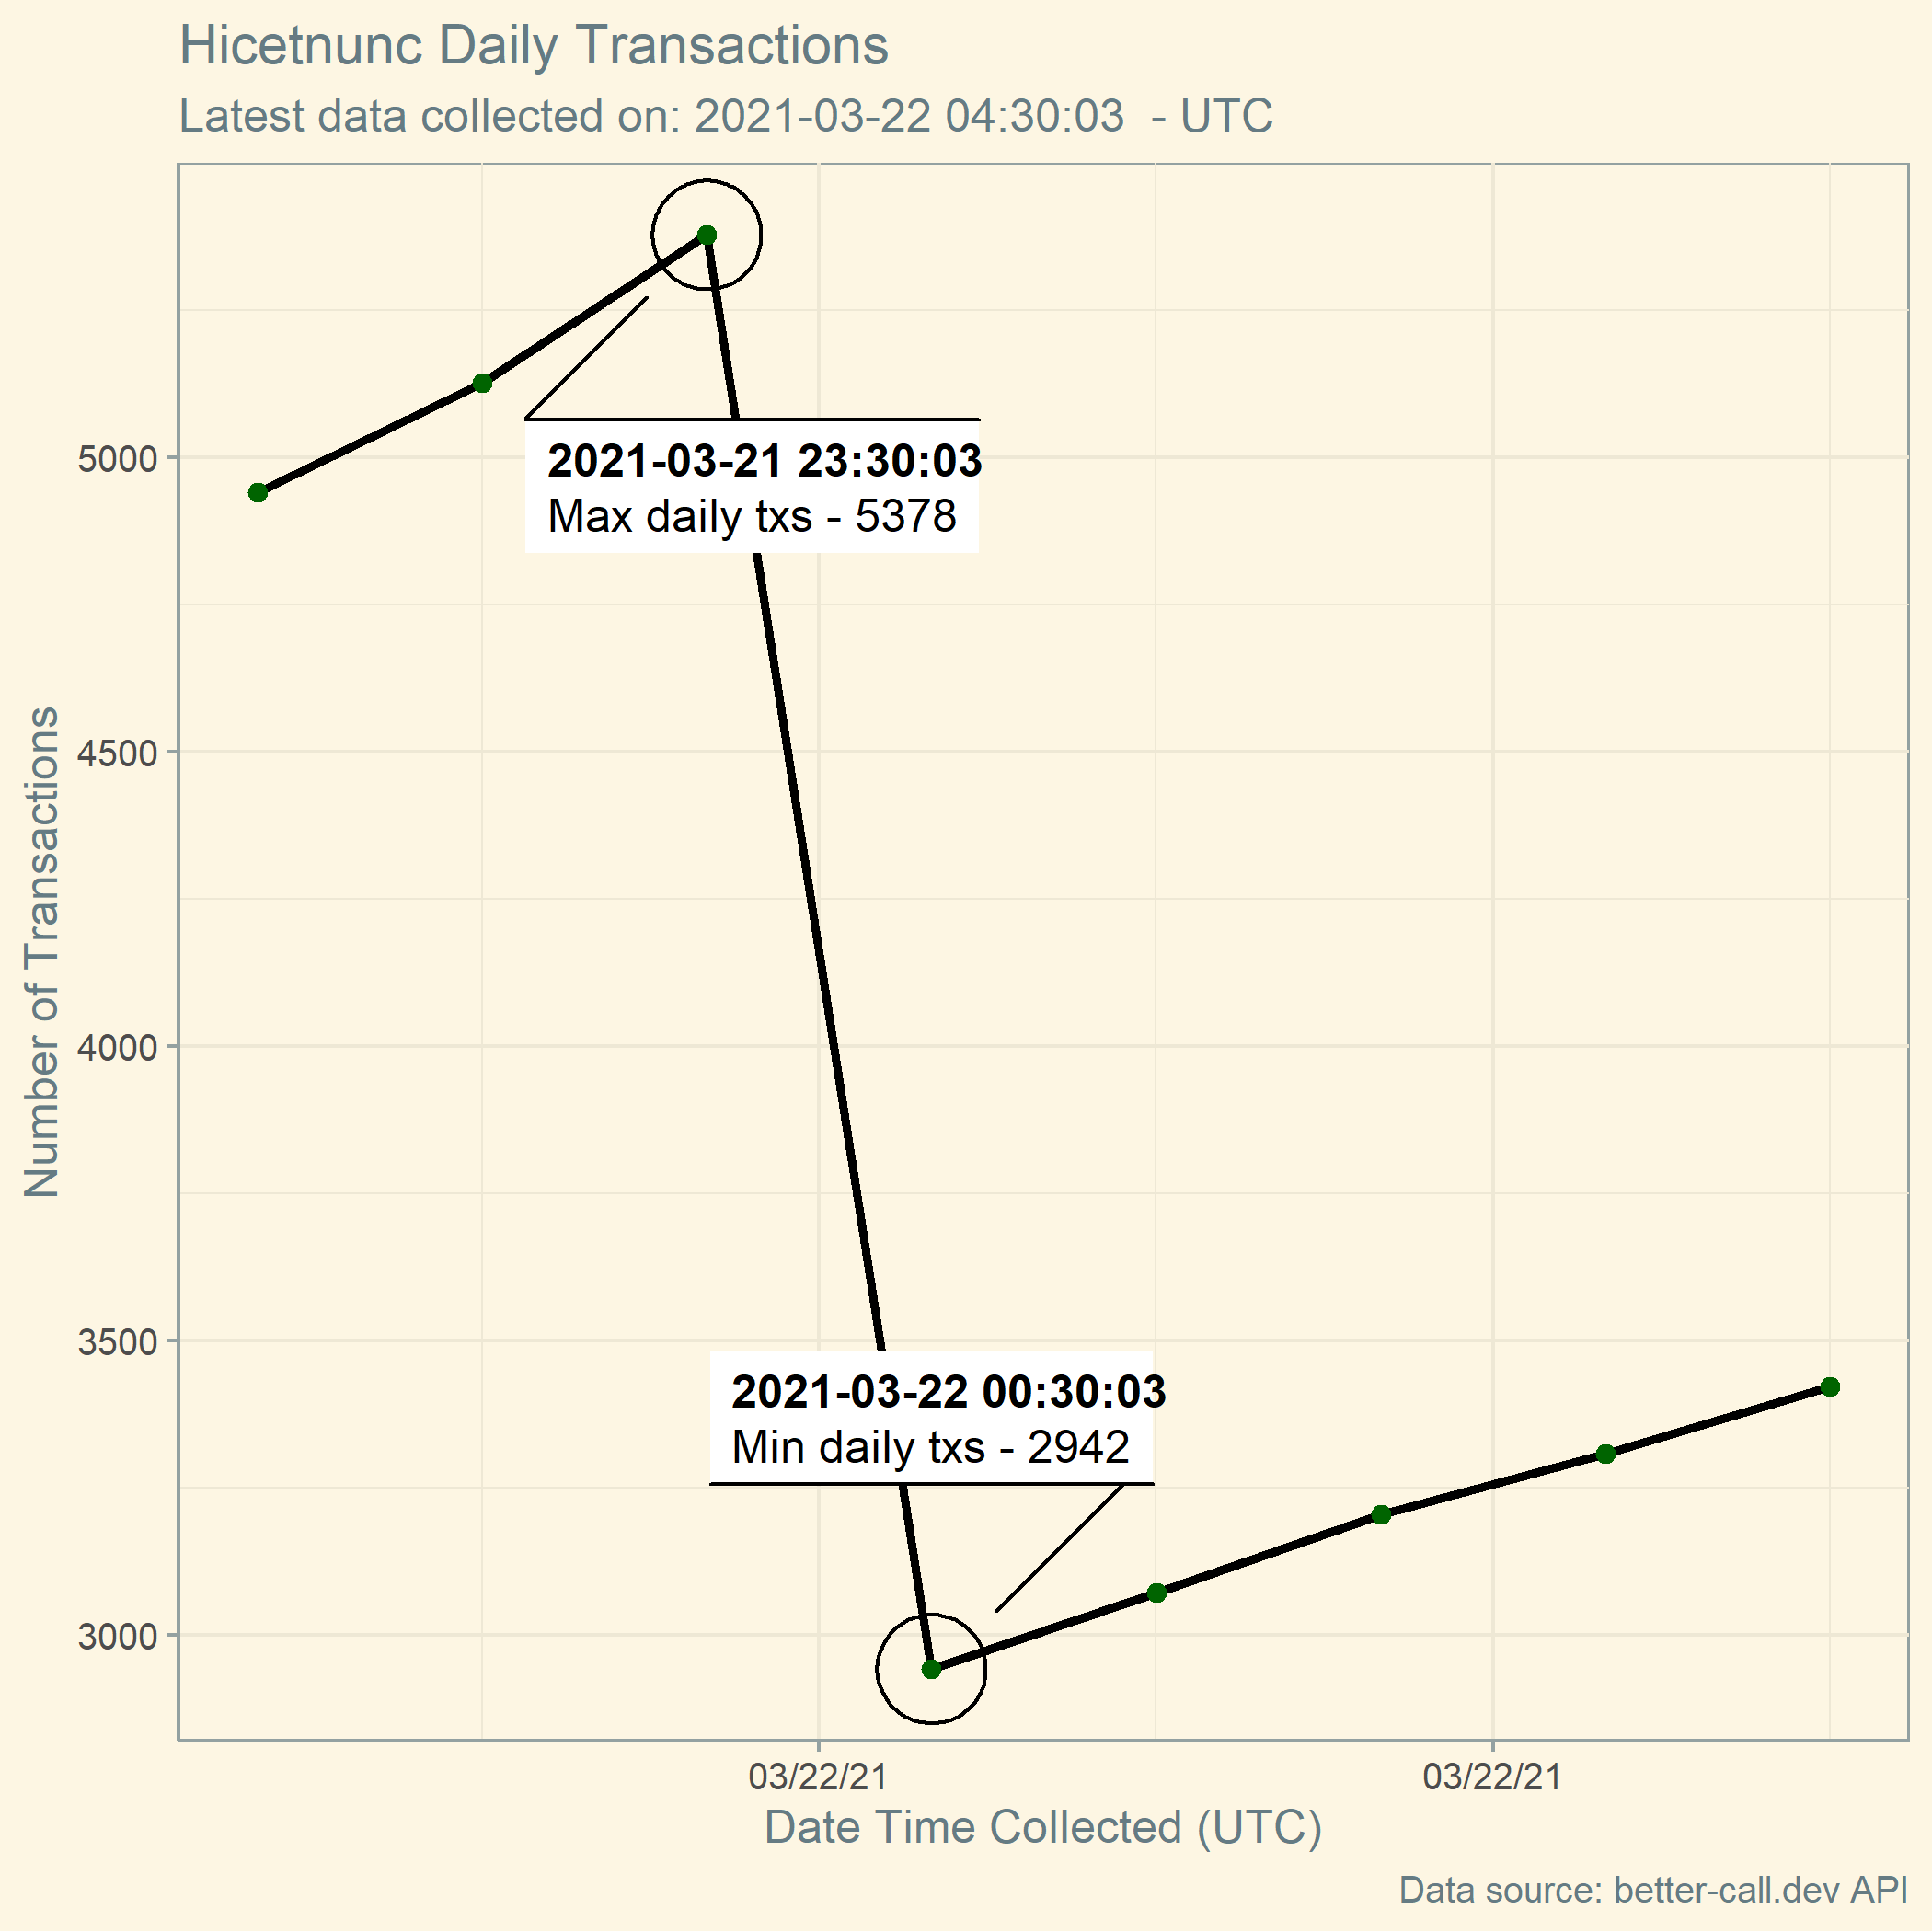 Hicetnunc Daily Transactions
Latest data collected on: 2021-03-22 04:30:03  - UTC
Number of Transactions
5000
4500
4000
3500
3000
2021-03-21 23:30:03
Max daily txs - 5378
2021-03-22 00:30:03
Min daily txs - 2942
03/22/21
03/22/21
Date Time Collected (UTC)
Data source: better-call.dev API